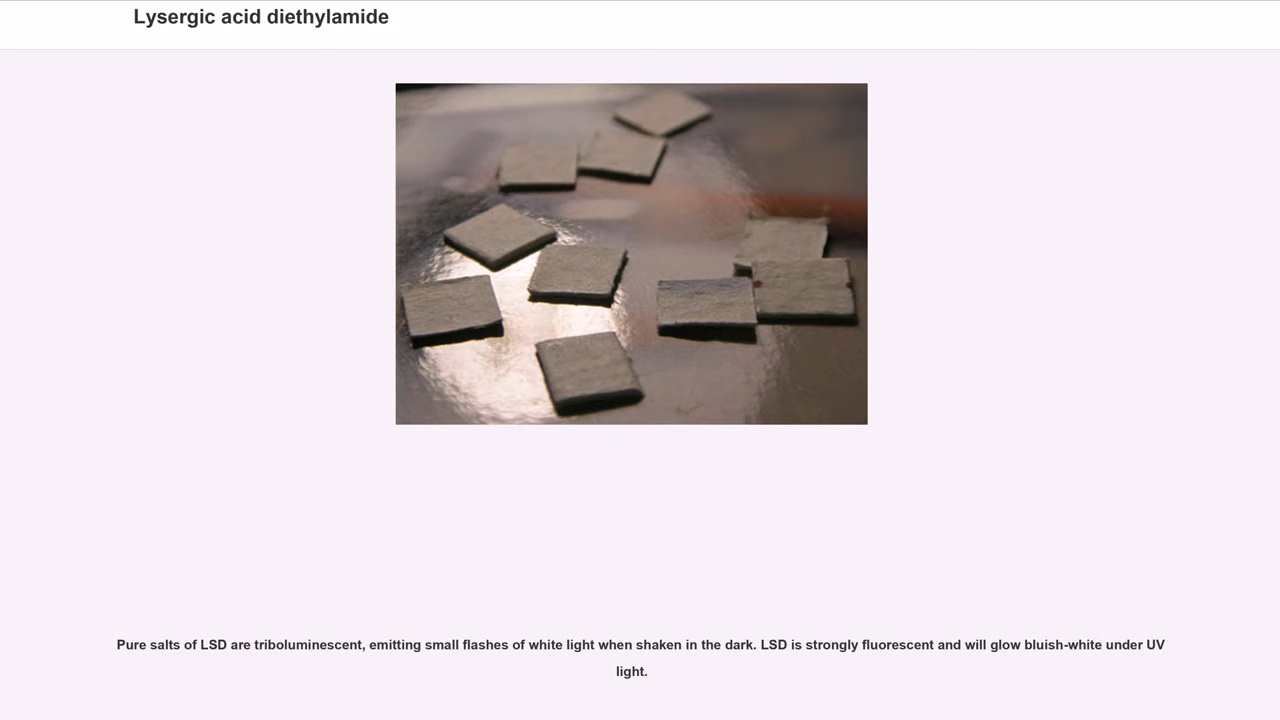 Lysergic acid diethylamide
Pure salts of LSD are triboluminescent, emitting small flashes of white light when shaken in the dark. LSD is strongly fluorescent and will glow bluish-white under UV
light.